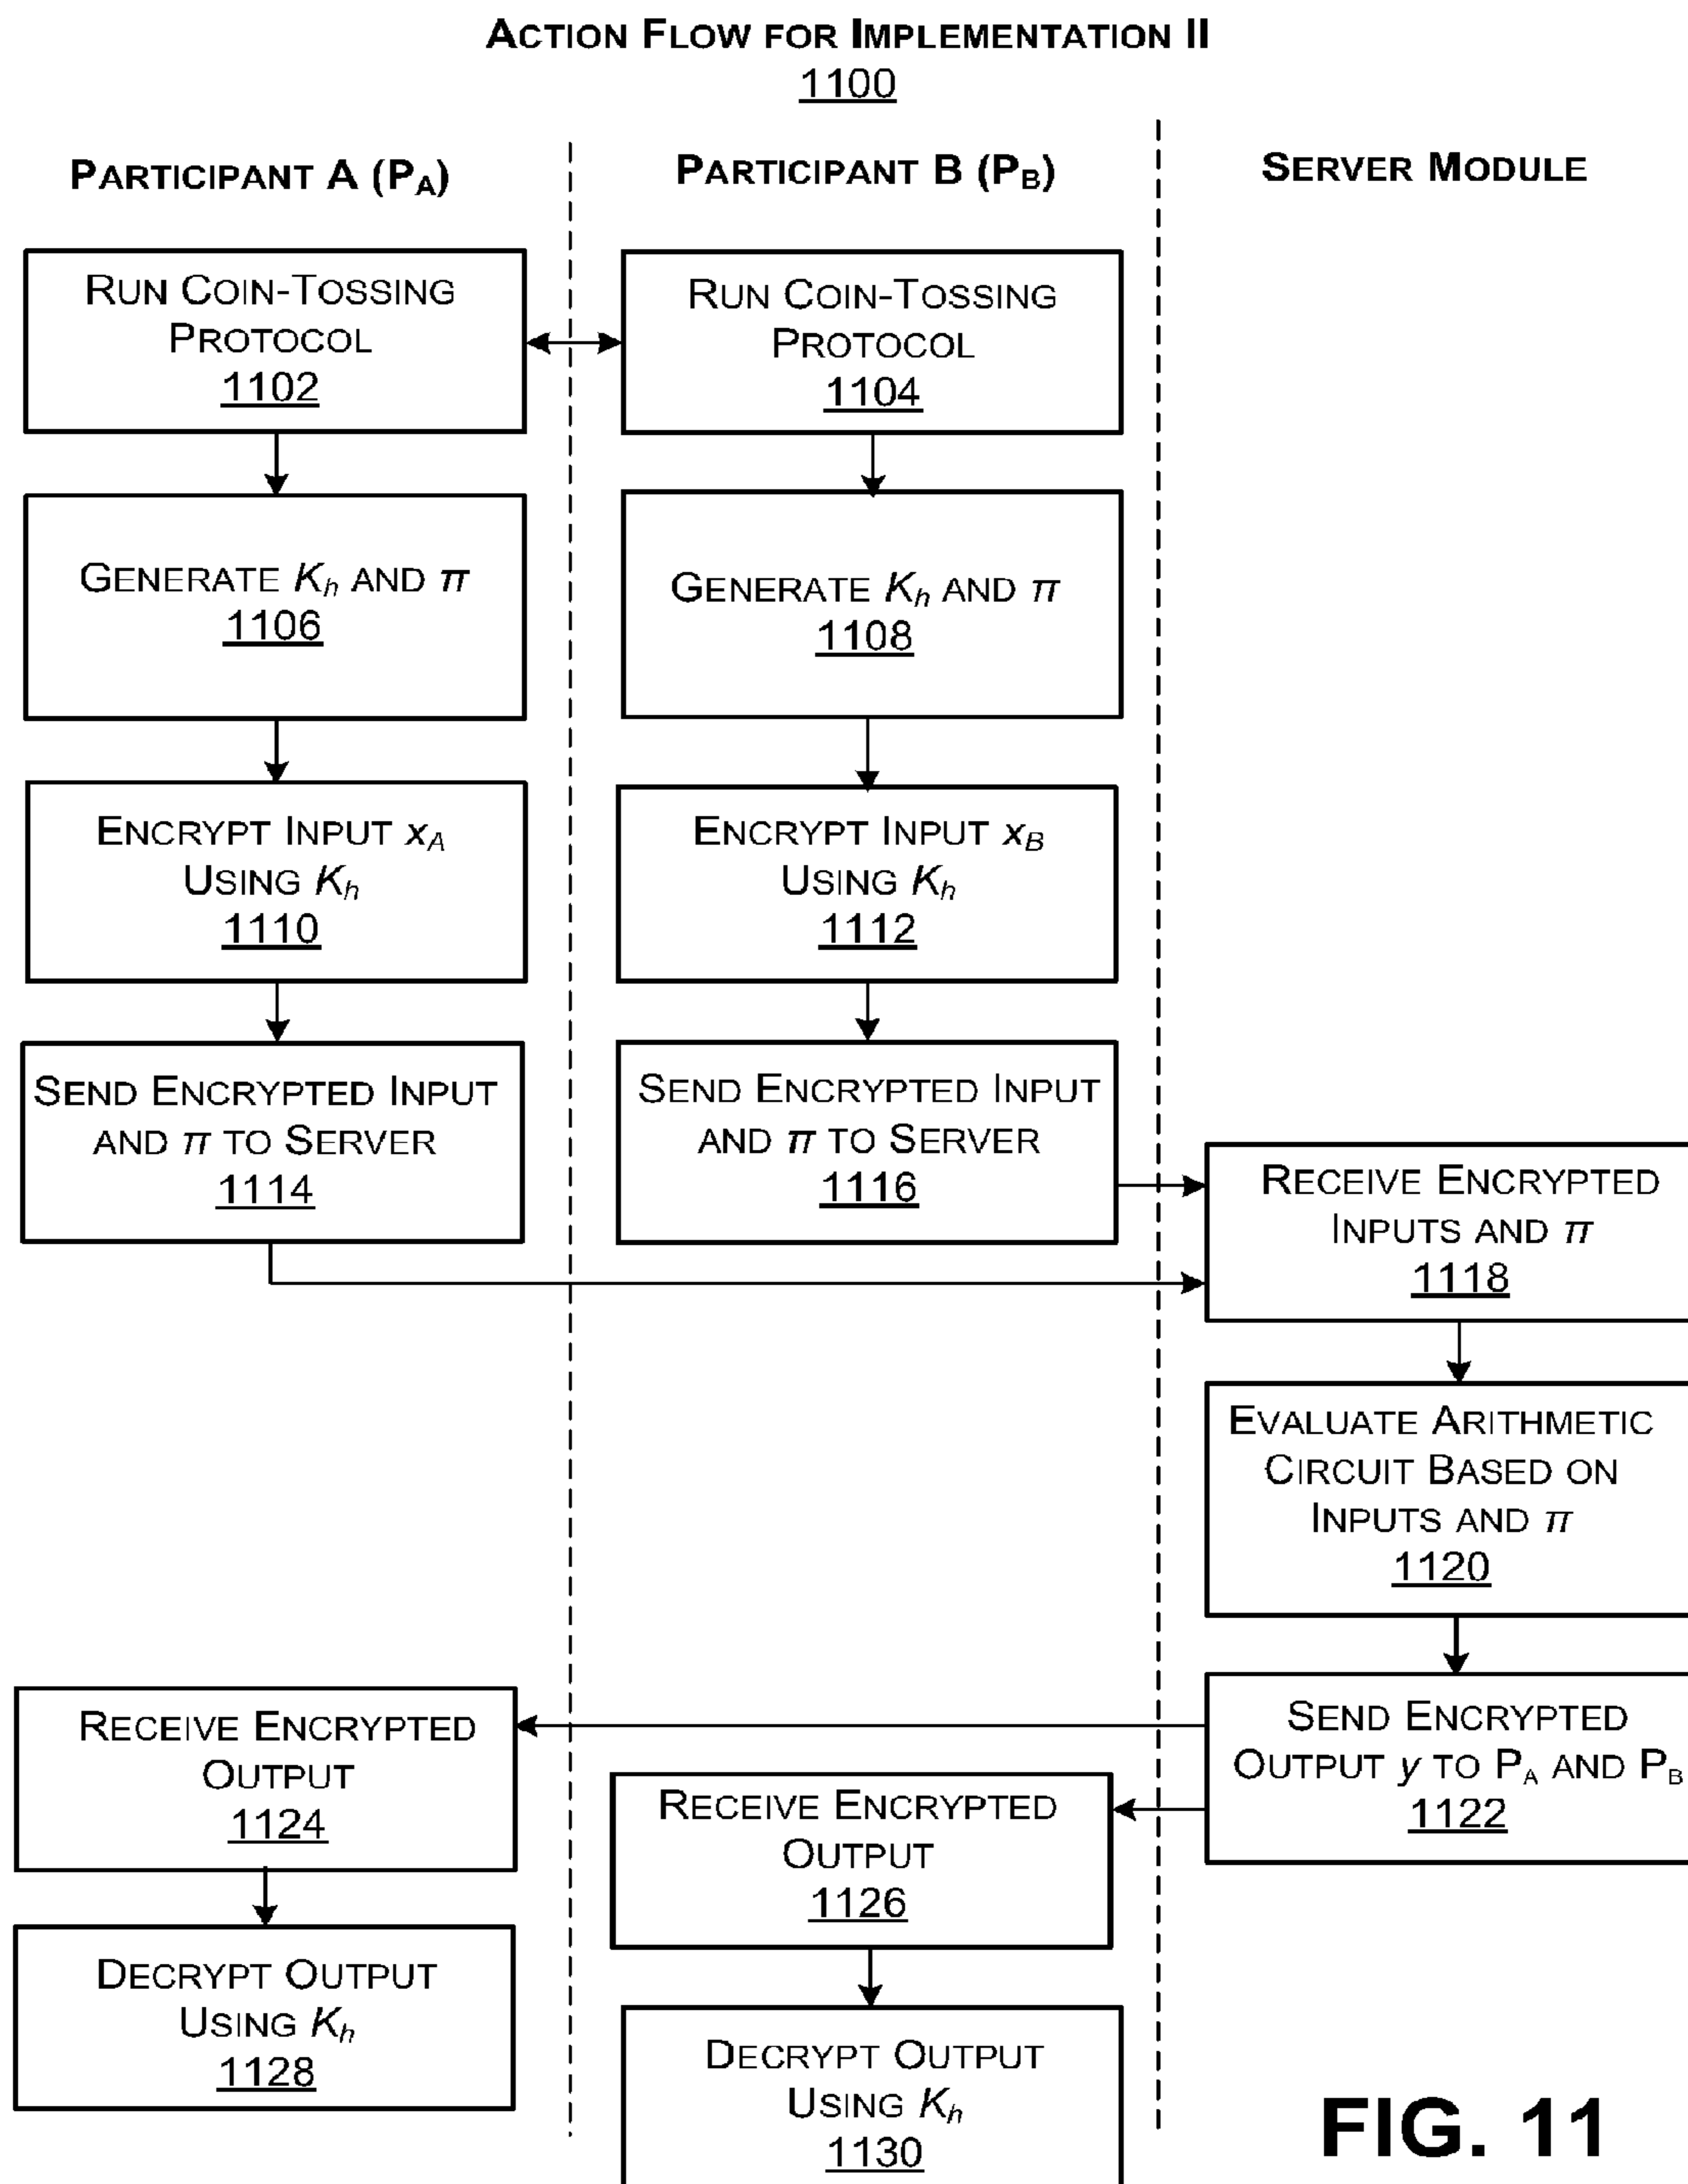 ACTION FLOW FOR IMPLEMENTATION II
1100
PARTICIPANT A (PA)
PARTICIPANT B (PB)
SERVER MODULE
RUN COIN-TOSSING
PROTOCOL
1102
RUN COIN-TOSSING
PROTOCOL
1104
GENERATE Kh AND π
1106
GENERATE Kh AND π
1108
ENCRYPT INPUT xA
USING Kh
1110
ENCRYPT INPUT xB
USING Kh
1112
SEND ENCRYPTED INPUT
AND π TO SERVER
1114
SEND ENCRYPTED INPUT
AND π TO SERVER
1116
RECEIVE ENCRYPTED
INPUTS AND π
1118
EVALUATE ARITHMETIC
CIRCUIT BASED ON
INPUTS AND π
1120
SEND ENCRYPTED
OUTPUT y TO PA AND PB
1122
RECEIVE ENCRYPTED
OUTPUT
1124
RECEIVE ENCRYPTED
OUTPUT
1126
DECRYPT OUTPUT
USING Kh
1128
DECRYPT OUTPUT
USING Kh
1130
FIG. 11